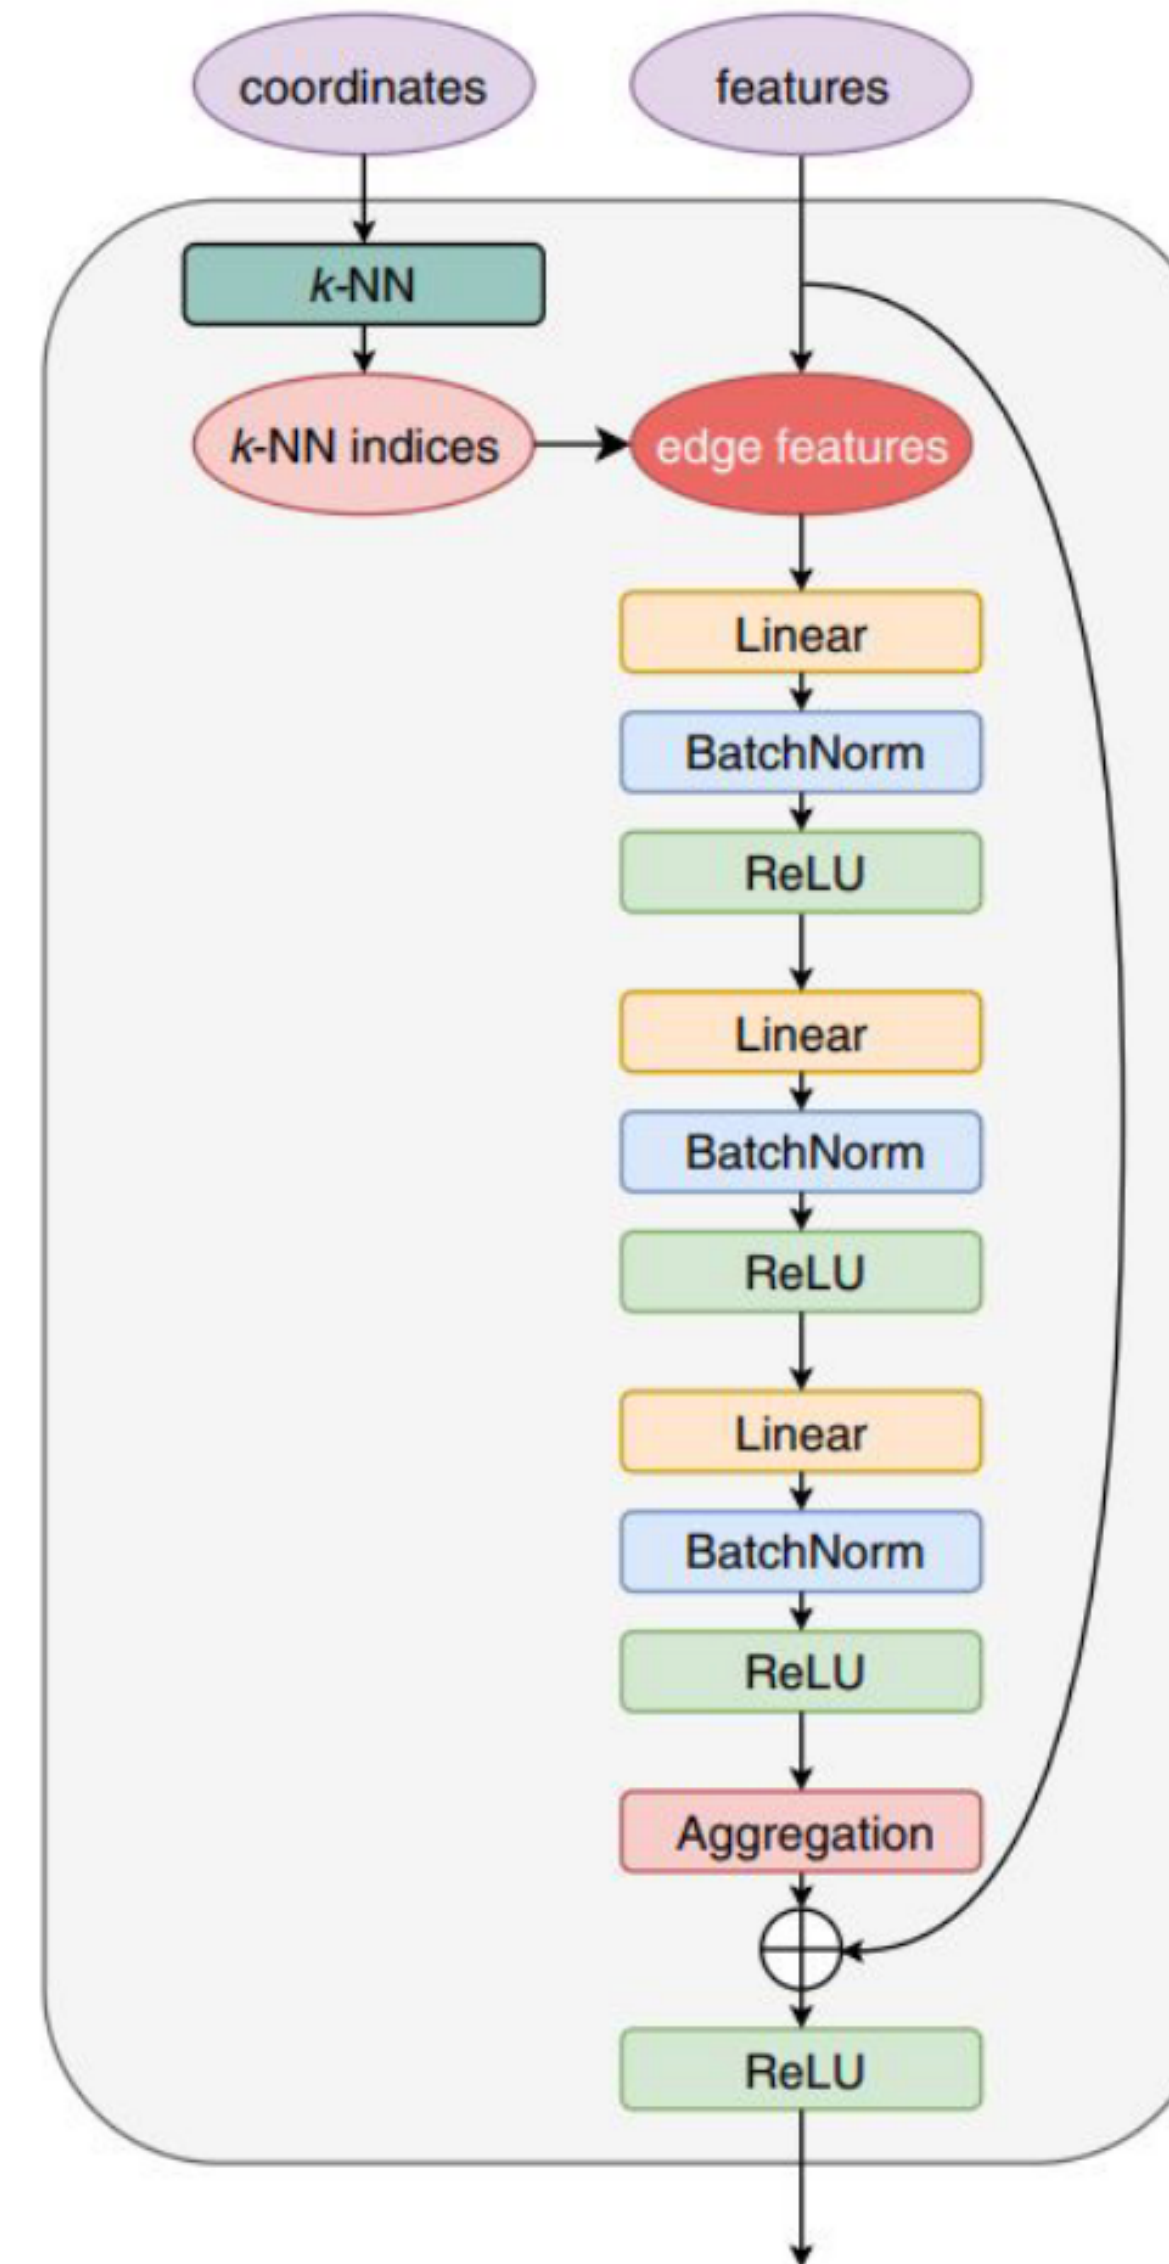 coordinates
features
k-NN
k-NN indices
edge features
Linear
BatchNorm
ReLU
Linear
BatchNorm
ReLU
Linear
BatchNorm
ReLU
Aggregation
ReLU